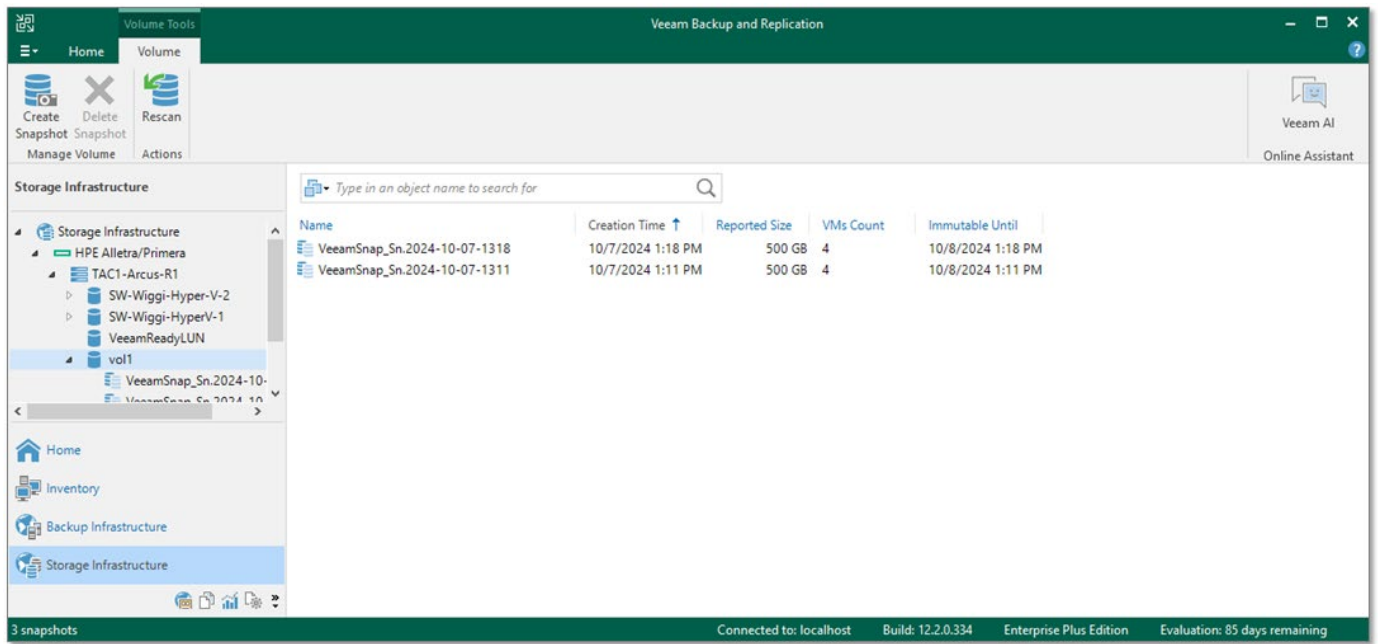 Volume Tools
Veeam Backup and Replication
Home
Volume
Create Snapshot
Delete Snapshot
Rescan
Manage Volume
Actions
Veeam AI
Online Assistant
Storage Infrastructure
Type in an object name to search for
Storage Infrastructure
HPE Alletra/Primera
TAC1-Arcus-R1
SW-Wiggi-Hyper-V-2
SW-Wiggi-HyperV-1
VeeamReadyLUN
vol1
VeeamSnap_Sn.2024-10-
VeeamSnap_Sn.2024-10
Name Creation Time Reported Size VMs Count Immutable Until
VeeamSnap_Sn.2024-10-07-1318 10/7/2024 1:18 PM 500 GB 4 10/8/2024 1:18 PM
VeeamSnap_Sn.2024-10-07-1311 10/7/2024 1:11 PM 500 GB 4 10/8/2024 1:11 PM
Home
Inventory
Backup Infrastructure
Storage Infrastructure
3 snapshots
Connected to: localhost
Build: 12.2.0.334
Enterprise Plus Edition
Evaluation: 85 days remaining